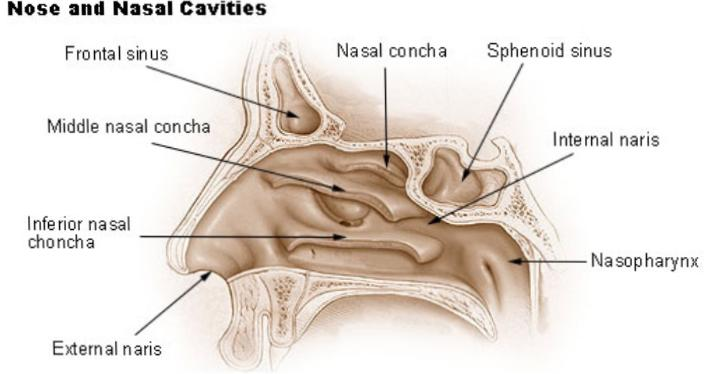 Nose and Nasal Cavities
Frontal sinus
Nasal concha
Sphenoid sinus
Middle nasal concha
Internal naris
Inferior nasal
choncha
Nasopharynx
External naris